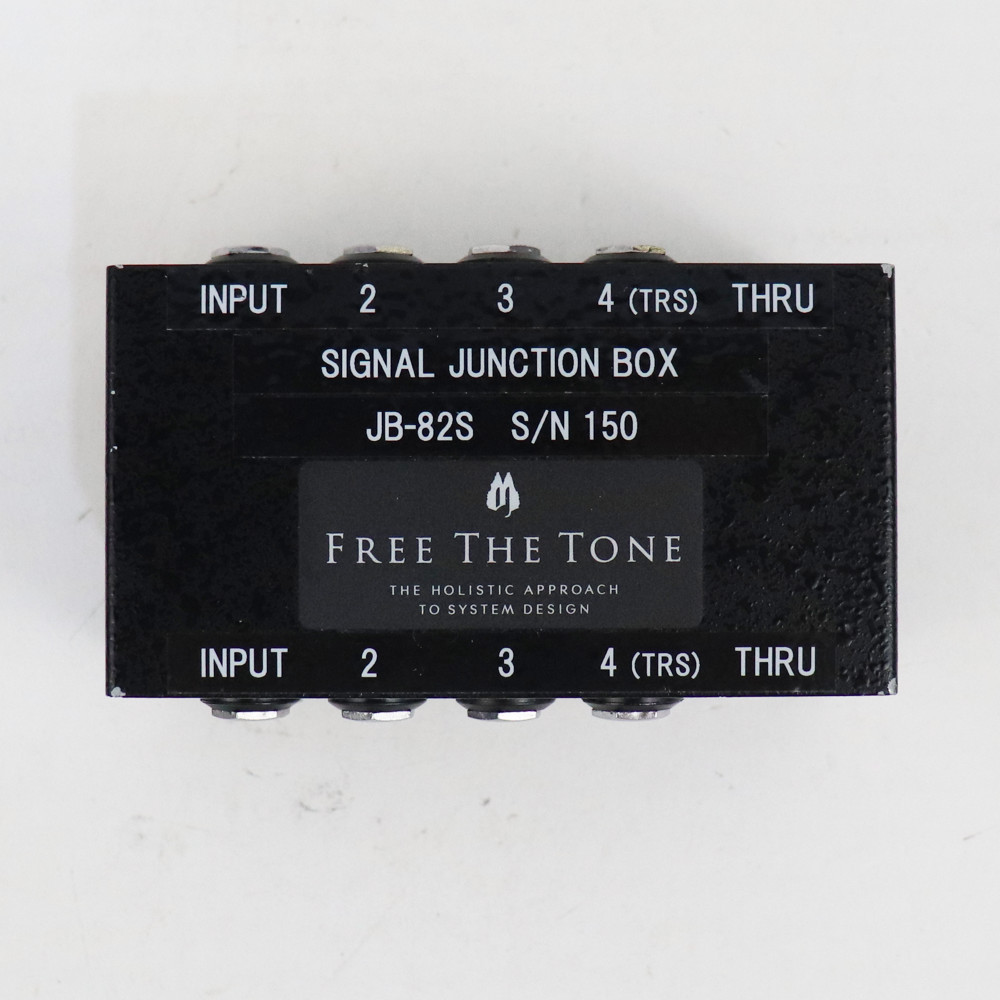 INPUT 2 3 4 (TRS) THRU
SIGNAL JUNCTION BOX
JB-82S S/N 150
FREE THE TONE
THE HOLISTIC APPROACH
TO SYSTEM DESIGN
INPUT 2 3 4 (TRS) THRU